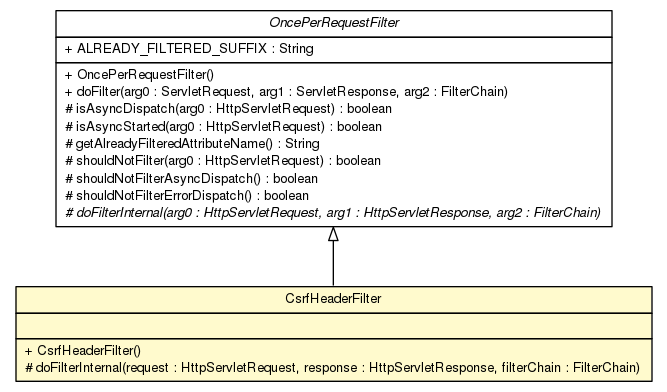 OncePerRequestFilter
+ ALREADY_FILTERED_SUFFIX : String
+ OncePerRequestFilter()
+ doFilter(arg0 : ServletRequest, arg1 : ServletResponse, arg2 : FilterChain)
# isAsyncDispatch(arg0 : HttpServletRequest) : boolean
# isAsyncStarted(arg0 : HttpServletRequest) : boolean
# getAlreadyFilteredAttributeName() : String
# shouldNotFilter(arg0 : HttpServletRequest) : boolean
# shouldNotFilterAsyncDispatch() : boolean
# shouldNotFilterErrorDispatch() : boolean
# doFilterInternal(arg0 : HttpServletRequest, arg1 : HttpServletResponse, arg2 : FilterChain)
CsrfHeaderFilter
+ CsrfHeaderFilter()
# doFilterInternal(request : HttpServletRequest, response : HttpServletResponse, filterChain : FilterChain)